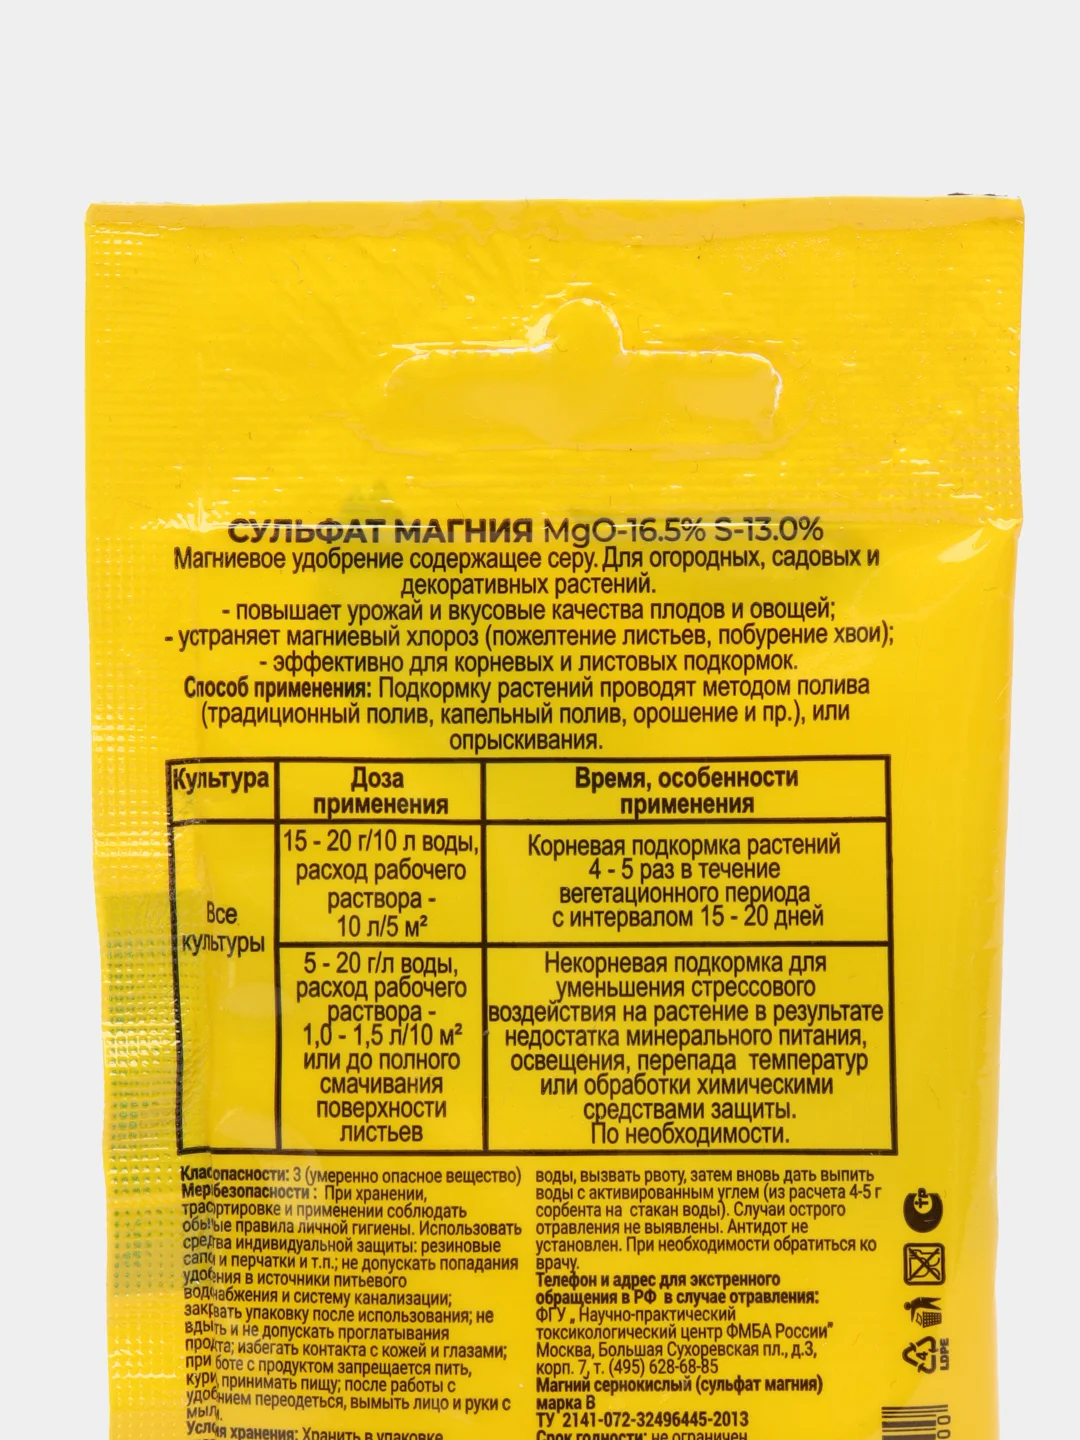 СУЛЬФАТ МАГНИЯ MgO-16.5% S-13.0%
Магниевое удобрение содержащее серу. Для огородных, садовых и
декоративных растений.
- повышает урожай и вкусовые качества плодов и овощей;
- устраняет магниевый хлороз (пожелтение листьев, побурение хвои);
- эффективно для корневых и листовых подкормок.
Способ применения: Подкормку растений проводят методом полива
(традиционный полив, капельный полив, орошение и пр.), или
опрыскивания.
Культура
Доза
применения
Время, особенности
применения
Все
культуры
15 - 20 г/10 л воды,
расход рабочего
раствора -
10 л/5 м²
Корневая подкормка растений
4 - 5 раз в течение
вегетационного периода
с интервалом 15 - 20 дней
5 - 20 г/л воды,
расход рабочего
раствора -
1,0 - 1,5 л/10 м²
или до полного
смачивания
поверхности
листьев
Некорневая подкормка для
уменьшения стрессового
воздействия на растение в результате
недостатка минерального питания,
освещения, перепада температур
или обработки химическими
средствами защиты.
По необходимости.
опасности: 3 (умеренно опасное вещество)
безопасности: При хранении,
и применении соблюдать
правила личной гигиены. Использовать
индивидуальной защиты: резиновые
и перчатки и т.п.; не допускать попадания
в источники питьевого
и систему канализации;
упаковку после использования; не
и не допускать проглатывания
избегать контакта с кожей и глазами;
при с продуктом запрещается пить,
принимать пищу; после работы с
переодеться, вымыть лицо и руки с
хранения: Хранить в упаковке
воды, вызвать рвоту, затем вновь дать выпить
воды с активированным углем (из расчета 4-5 г
сорбента на стакан воды). Случаи острого
отравления не выявлены. Антидот не
установлен. При необходимости обратиться ко
врачу.
Телефон и адрес для экстренного
обращения в РФ в случае отравления:
ФГУ „Научно-практический
токсикологический центр ФМБА России"
Москва, Большая Сухоревская пл., д.3,
корп. 7, т. (495) 628-68-85
Магний сернокислый (сульфат магния)
марка В
ТУ 2141-072-32496445-2013
Срок годности: не ограничен
4
LDPE